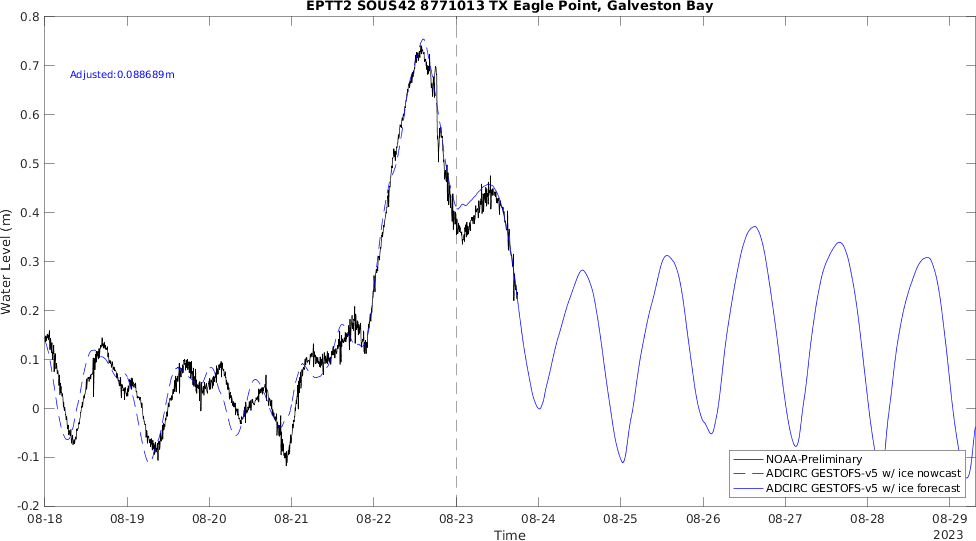 EPTT2 SOUS42 8771013 TX Eagle Point, Galveston Bay
Adjusted:0.088689m
Water Level (m)
0.8
0.7
0.6
0.5
0.4
0.3
0.2
0.1
0
-0.1
-0.2
NOAA-Preliminary
ADCIRC GESTOFS-v5 w/ ice nowcast
ADCIRC GESTOFS-v5 w/ ice forecast
08-18 08-19 08-20 08-21 08-22 08-23 08-24 08-25 08-26 08-27 08-28 08-29
Time
2023